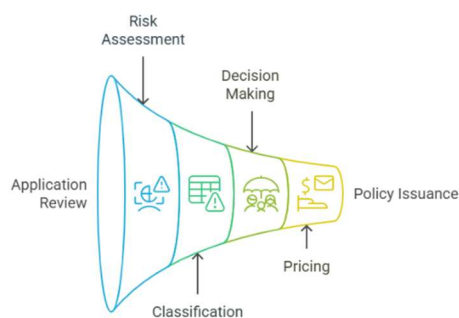 Risk
Assessment
Decision
Making
Application
Review
$
Policy Issuance
Pricing
Classification